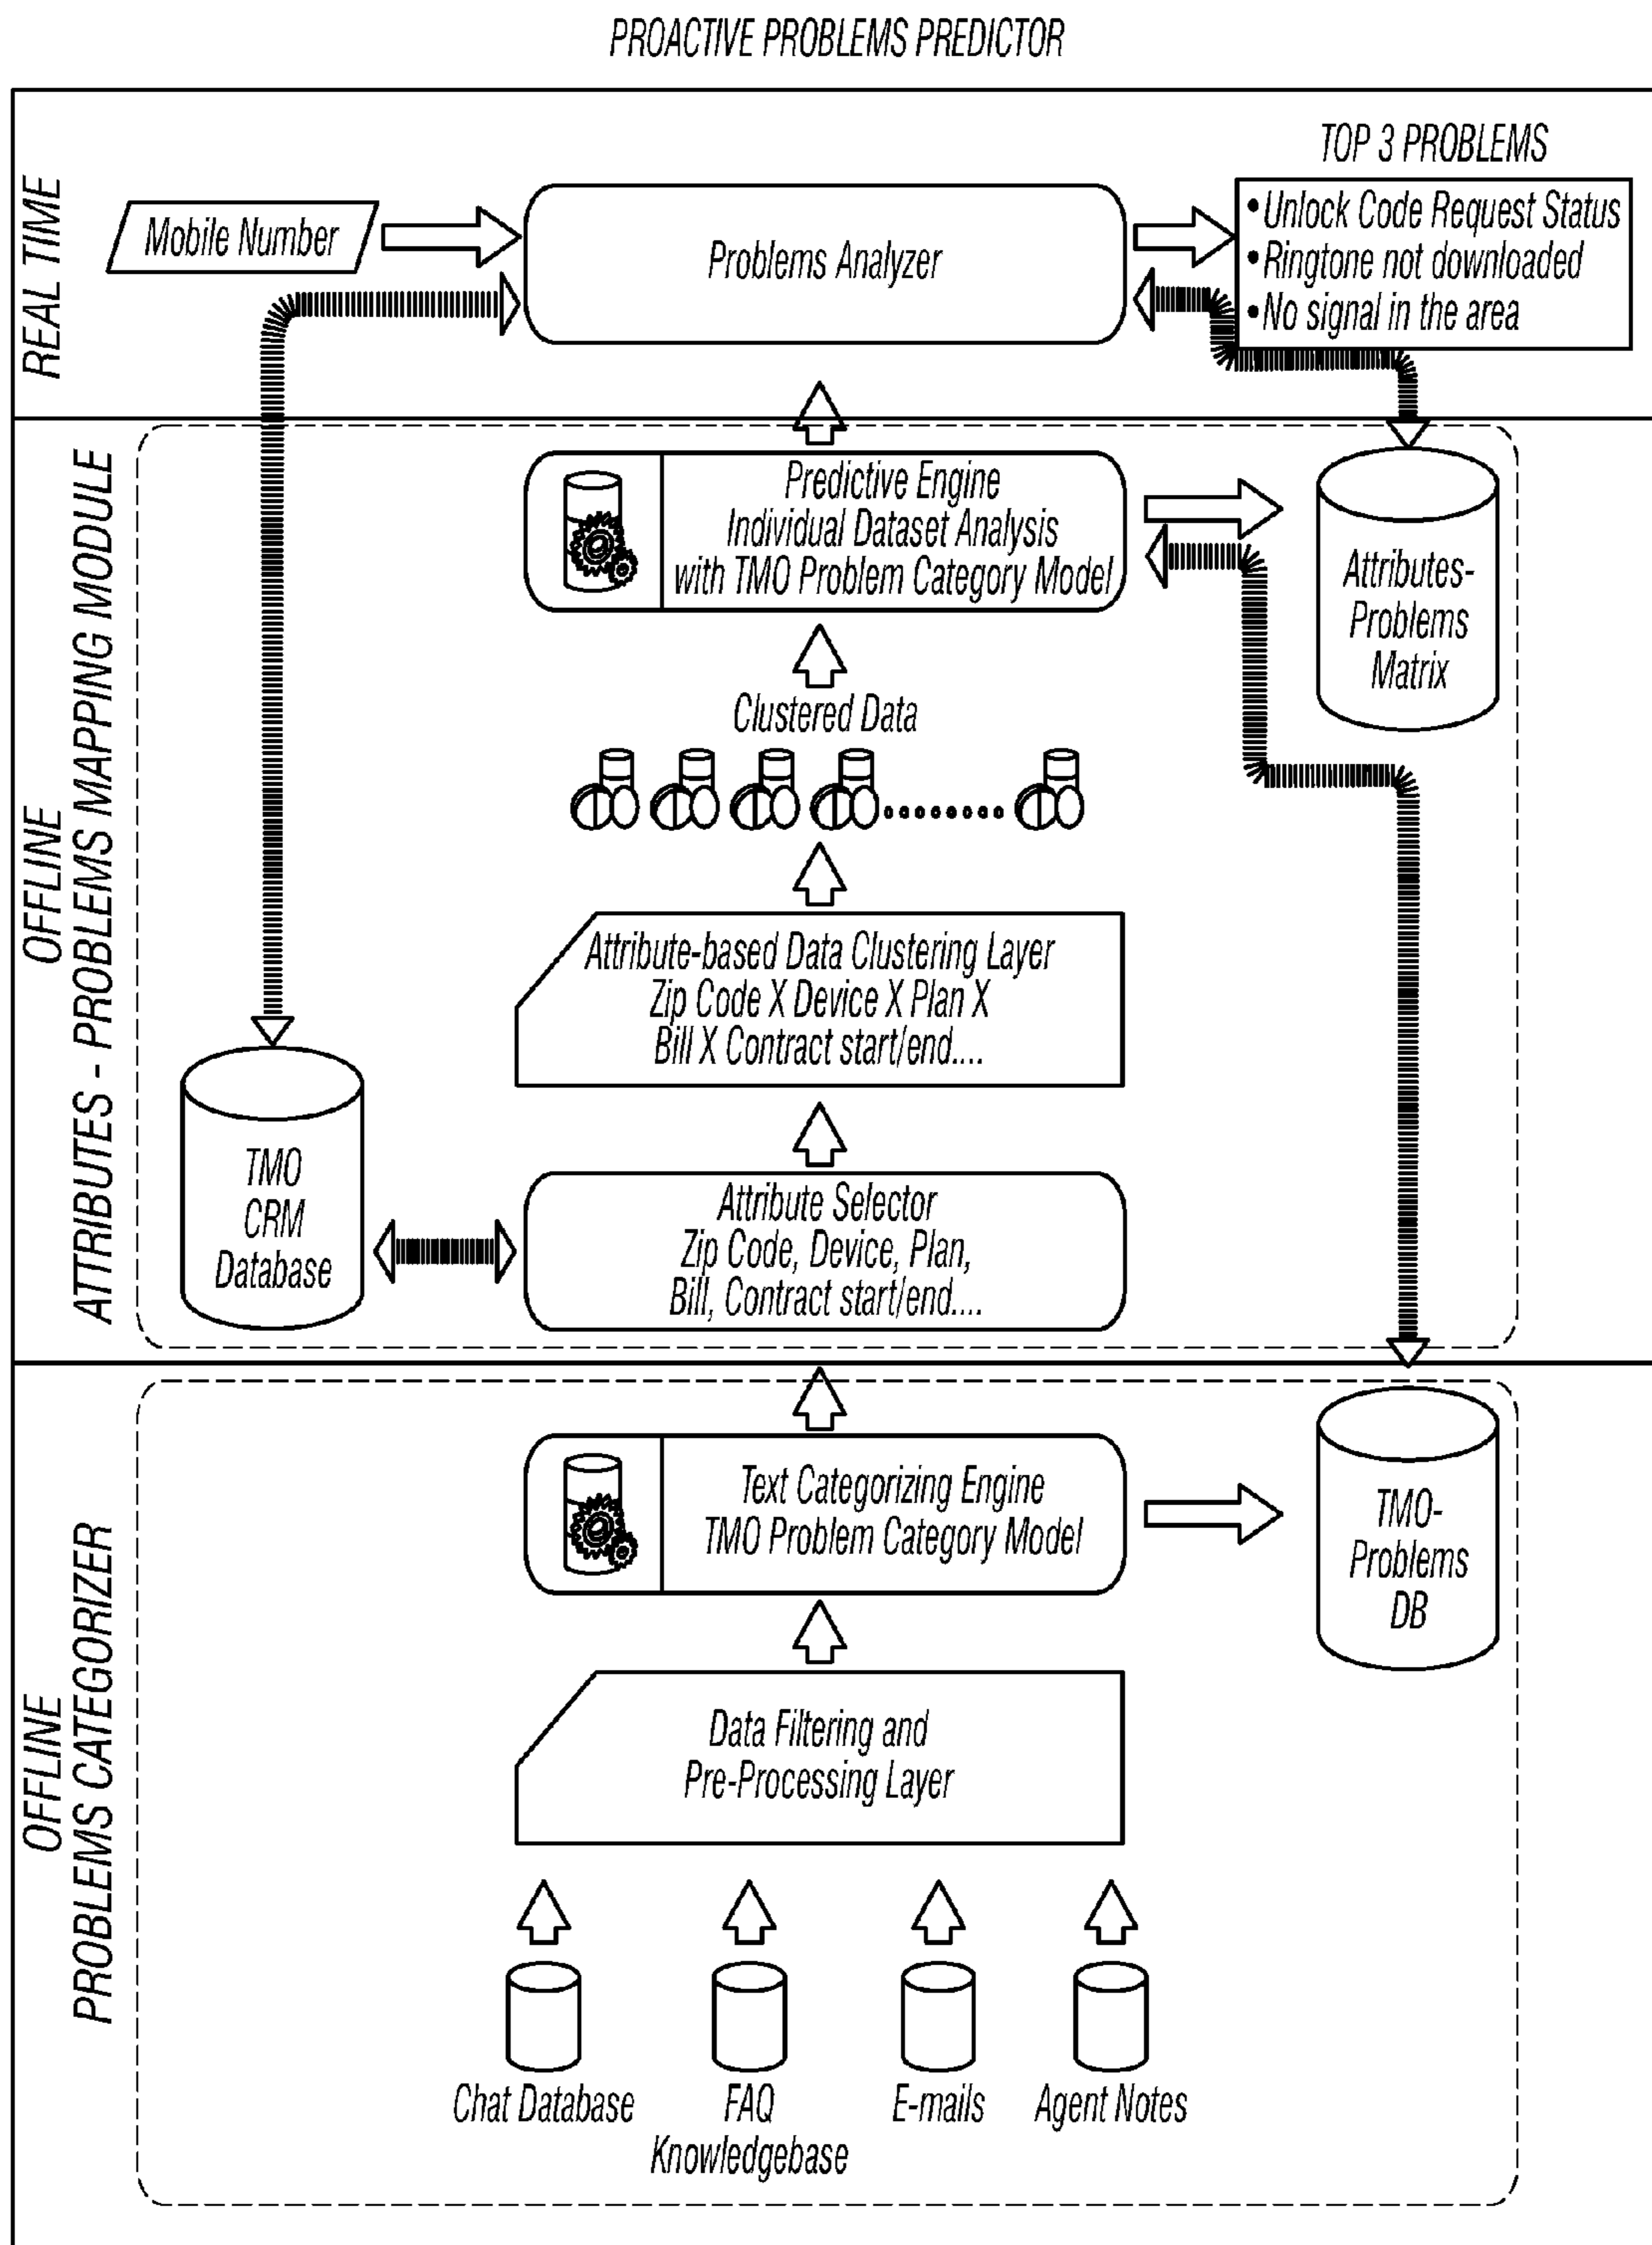 PROACTIVE PROBLEMS PREDICTOR
REAL TIME
Mobile Number
Problems Analyzer
TOP 3 PROBLEMS
•Unlock Code Request Status
•Ringtone not downloaded
•No signal in the area
OFFLINE
ATTRIBUTES - PROBLEMS MAPPING MODULE
Predictive Engine
Individual Dataset Analysis
with TMO Problem Category Model
Attributes-
Problems
Matrix
Clustered Data
Attribute-based Data Clustering Layer
Zip Code X Device X Plan X
Bill X Contract start/end....
TMO
CRM
Database
Attribute Selector
Zip Code, Device, Plan,
Bill, Contract start/end....
OFFLINE
PROBLEMS CATEGORIZER
Text Categorizing Engine
TMO Problem Category Model
TMO-
Problems
DB
Data Filtering and
Pre-Processing Layer
Chat Database
FAQ
Knowledgebase
E-mails
Agent Notes